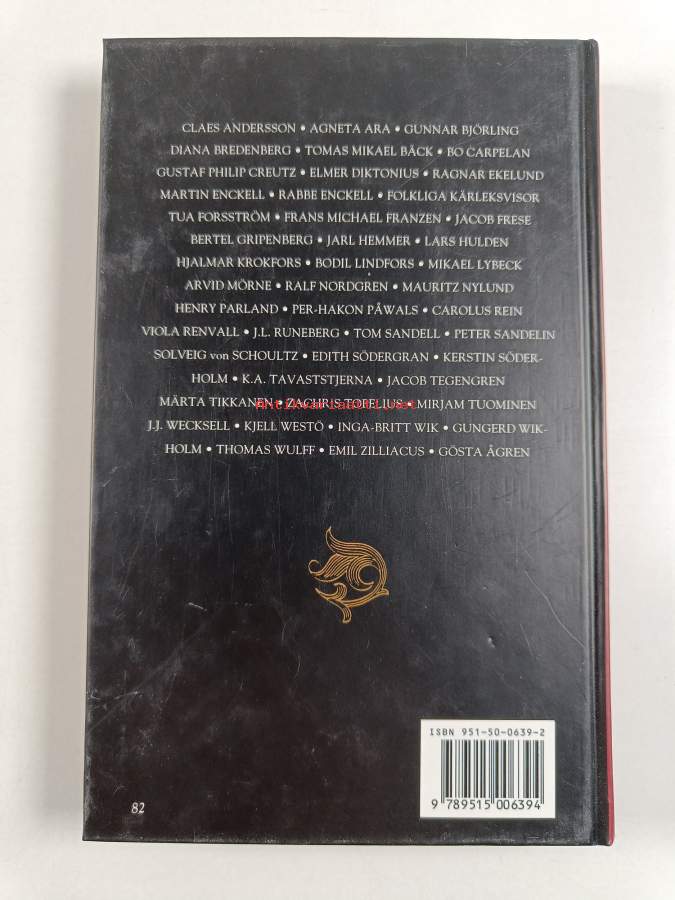 CLAES ANDERSSON • AGNETA ARA • GUNNAR BJÖRLING
DIANA BREDENBERG • TOMAS MIKAEL BÄCK • BO CARPELAN
GUSTAF PHILIP CREUTZ • ELMER DIKTONIUS • RAGNAR EKELUND
MARTIN ENCKELL • RABBE ENCKELL • FOLKLIGA KÄRLEKSVISOR
TUA FORSSTRÖM • FRANS MICHAEL FRANZEN • JACOB FRESE
BERTEL GRIPENBERG • JARL HEMMER • LARS HULDEN
HJALMAR KROKFORS • BODIL LINDFORS • MIKAEL LYBECK
ARVID MÖRNE • RALF NORDGREN • MAURITZ NYLUND
HENRY PARLAND • PER-HAKON PÅWALS • CAROLUS REIN
VIOLA RENVALL • J.L. RUNEBERG • TOM SANDELL • PETER SANDELIN
SOLVEIG von SCHOULTZ • EDITH SÖDERGRAN • KERSTIN SÖDER-
HOLM • K.A. TAVASTSTJERNA • JACOB TEGENGREN
MÄRTA TIKKANEN • ZACHRIS TOPELIUS • MIRJAM TUOMINEN
Antikvariaatti.net
J.J. WECKSELL • KJELL WESTÖ • INGA-BRITT WIK • GUNGERD WIK-
HOLM • THOMAS WULFF • EMIL ZILLIACUS • GÖSTA ÅGREN
ISBN 951-50-0639-2
9 789515 006394
82